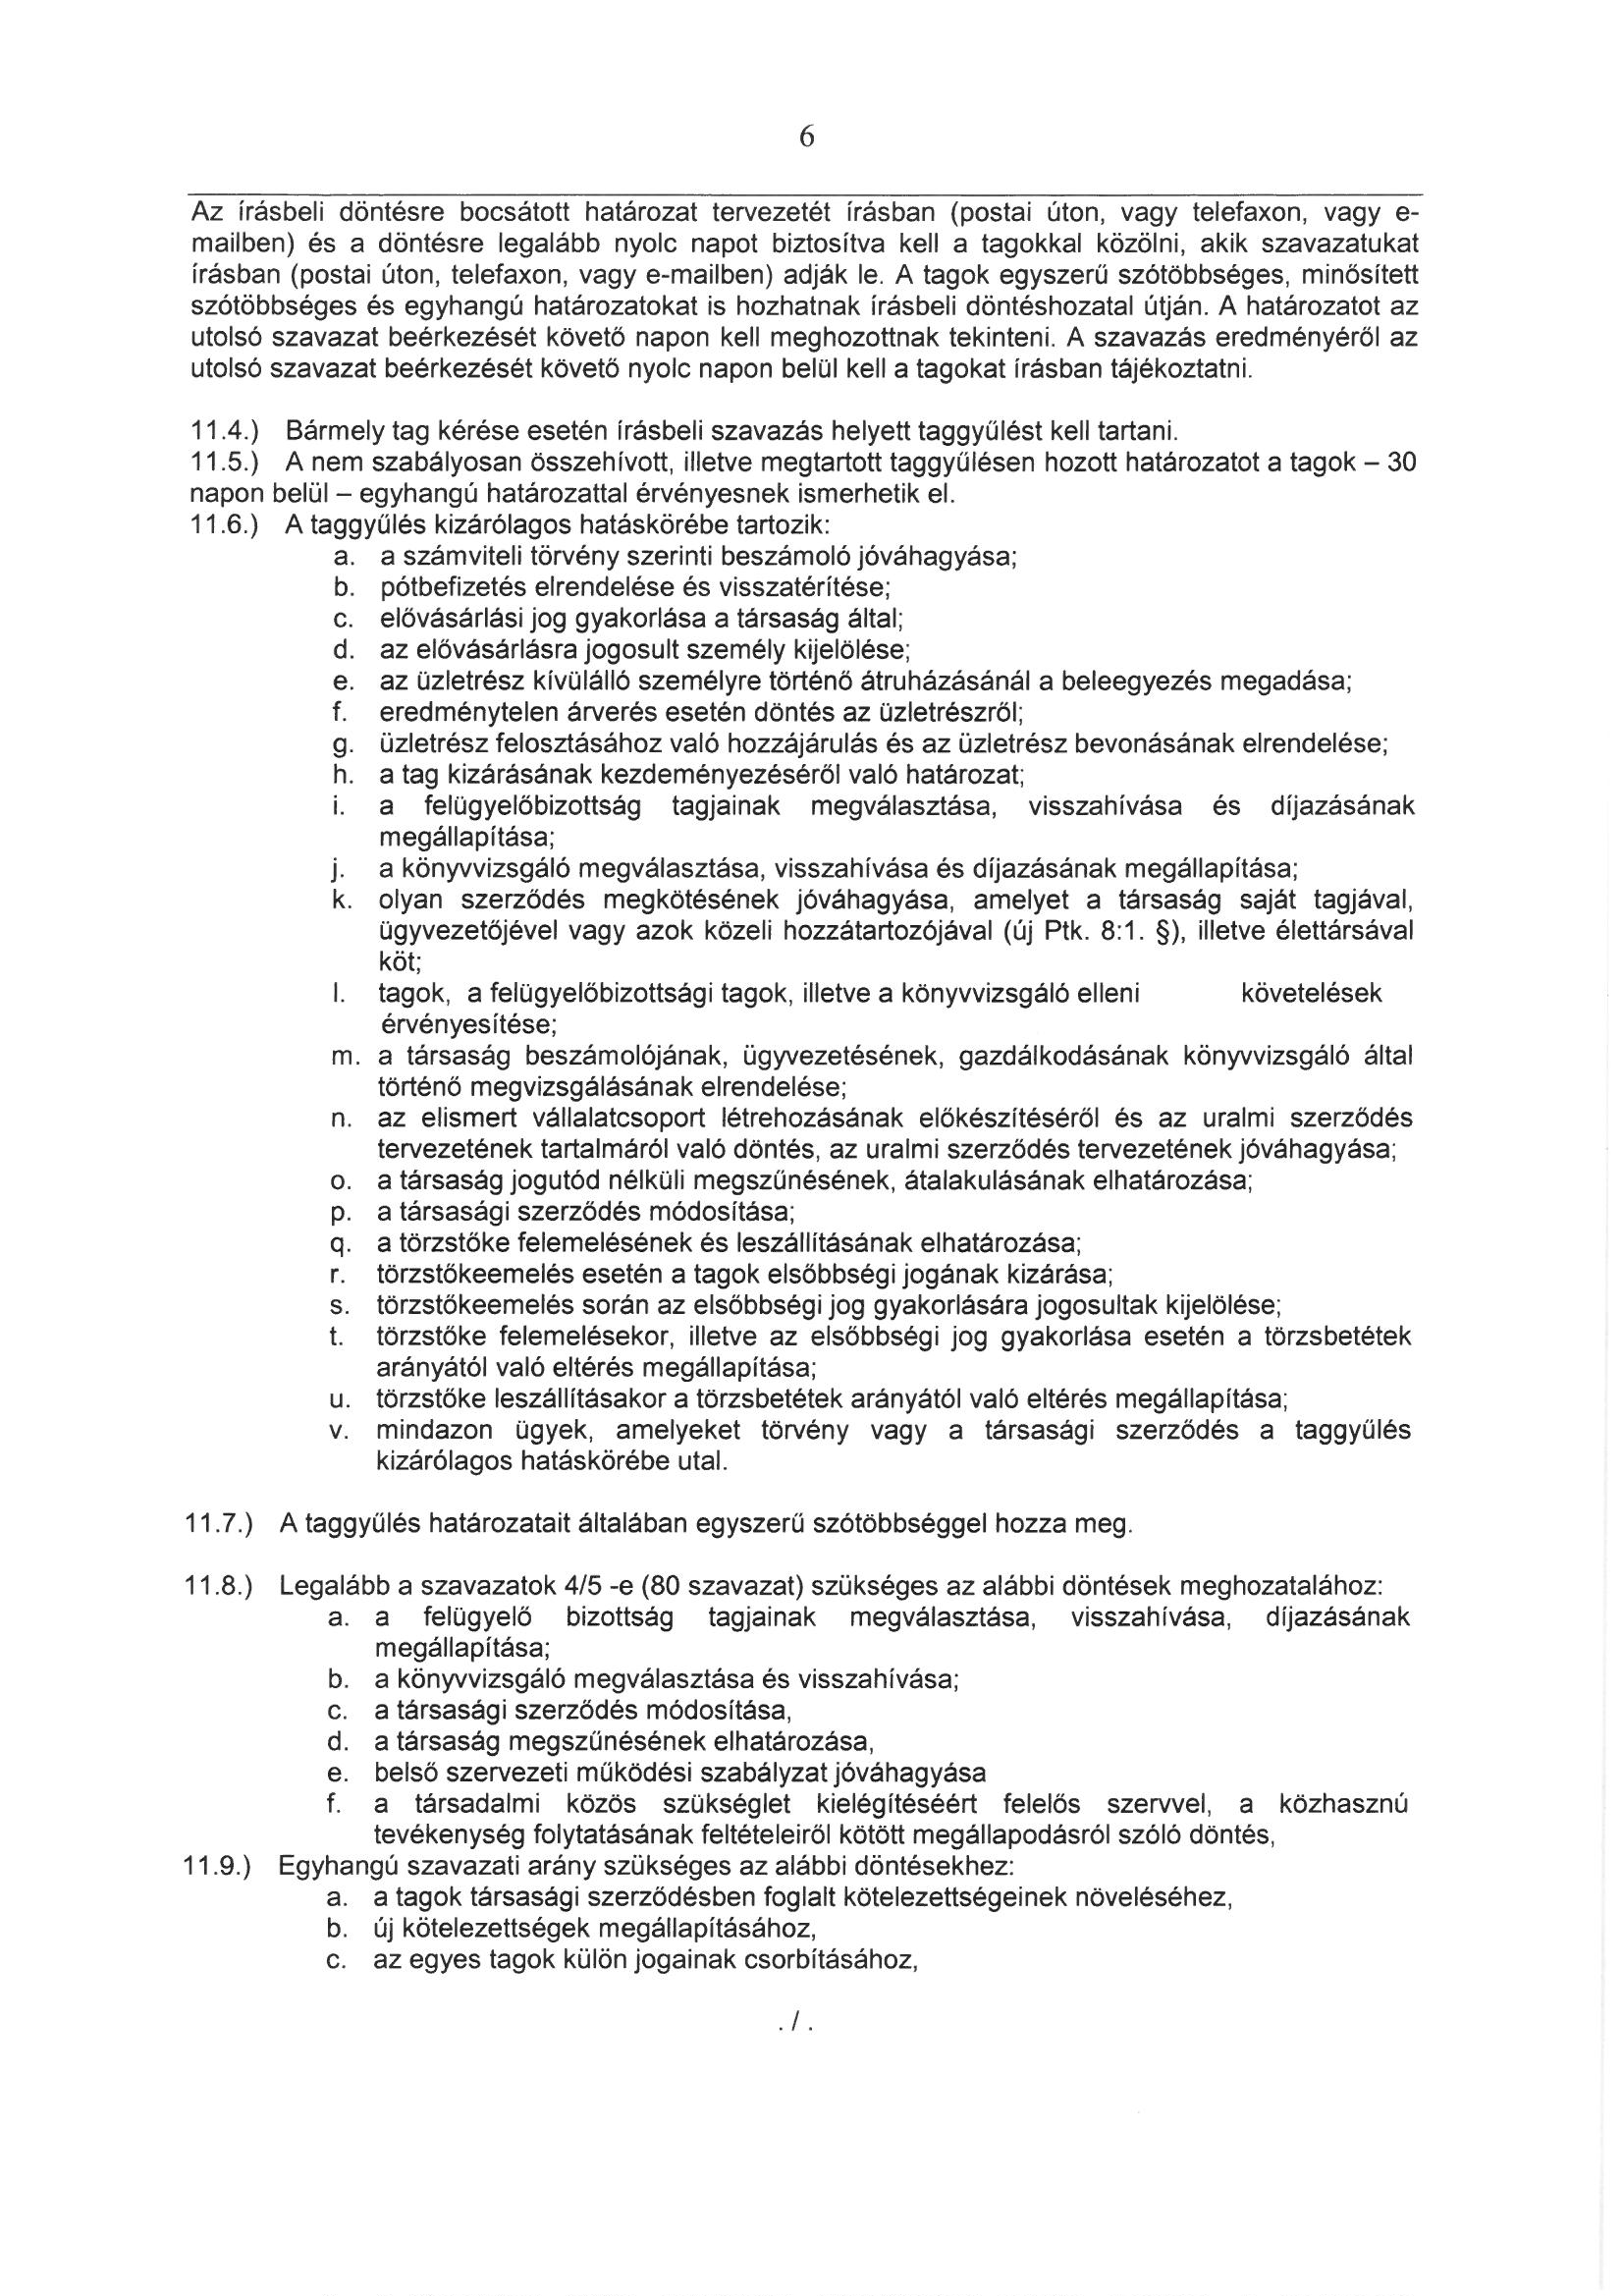 6
Az írásbeli döntésre bocsátott határozat tervezetét írásban (postai úton, vagy telefaxon, vagy e-
mailben) és a döntésre legalább nyolc napot biztosítva kell a tagokkal közölni, akik szavazatukat
írásban (postai úton, telefaxon, vagy e-mailben) adják le. A tagok egyszerű szótöbbséges, minősített
szótöbbséges és egyhangú határozatokat is hozhatnak írásbeli döntéshozatal útján. A határozatot az
utolsó szavazat beérkezését követő napon kell meghozottnak tekinteni. A szavazás eredményéről az
utolsó szavazat beérkezését követő nyolc napon belül kell a tagokat írásban tájékoztatni.
11.4.) Bármely tag kérése esetén írásbeli szavazás helyett taggyűlést kell tartani.
11.5.) A nem szabályosan összehívott, illetve megtartott taggyűlésen hozott határozatot a tagok – 30
napon belül – egyhangú határozattal érvényesnek ismerhetik el.
11.6.) A taggyűlés kizárólagos hatáskörébe tartozik:
a. a számviteli törvény szerinti beszámoló jóváhagyása;
b. pótbefizetés elrendelése és visszatérítése;
c. elővásárlási jog gyakorlása a társaság által;
d. az elővásárlásra jogosult személy kijelölése;
e. az üzletrész kívülálló személyre történő átruházásánál a beleegyezés megadása;
f. eredménytelen árverés esetén döntés az üzletrészről;
g. üzletrész felosztásához való hozzájárulás és az üzletrész bevonásának elrendelése;
h. a tag kizárásának kezdeményezéséről való határozat;
i. a felügyelőbizottság tagjainak megválasztása, visszahívása és díjazásának
megállapítása;
j. a könyvvizsgáló megválasztása, visszahívása és díjazásának megállapítása;
k. olyan szerződés megkötésének jóváhagyása, amelyet a társaság saját tagjával,
ügyvezetőjével vagy azok közeli hozzátartozójával (új Ptk. 8:1. §), illetve élettársával
köt;
l. tagok, a felügyelőbizottsági tagok, illetve a könyvvizsgáló elleni követelések
érvényesítése;
m. a társaság beszámolójának, ügyvezetésének, gazdálkodásának könyvvizsgáló által
történő megvizsgálásának elrendelése;
n. az elismert vállalatcsoport létrehozásának előkészítéséről és az uralmi szerződés
tervezetének tartalmáról való döntés, az uralmi szerződés tervezetének jóváhagyása;
o. a társaság jogutód nélküli megszűnésének, átalakulásának elhatározása;
p. a társasági szerződés módosítása;
q. a törzstőke felemelésének és leszállításának elhatározása;
r. törzstőkeemelés esetén a tagok elsőbbségi jogának kizárása;
s. törzstőkeemelés során az elsőbbségi jog gyakorlására jogosultak kijelölése;
t. törzstőke felemelésekor, illetve az elsőbbségi jog gyakorlása esetén a törzsbetétek
arányától való eltérés megállapítása;
u. törzstőke leszállításakor a törzsbetétek arányától való eltérés megállapítása;
v. mindazon ügyek, amelyeket törvény vagy a társasági szerződés a taggyűlés
kizárólagos hatáskörébe utal.
11.7.) A taggyűlés határozatait általában egyszerű szótöbbséggel hozza meg.
11.8.) Legalább a szavazatok 4/5 -e (80 szavazat) szükséges az alábbi döntések meghozatalához:
a. a felügyelő bizottság tagjainak megválasztása, visszahívása, díjazásának
megállapítása;
b. a könyvvizsgáló megválasztása és visszahívása;
c. a társasági szerződés módosítása,
d. a társaság megszűnésének elhatározása,
e. belső szervezeti működési szabályzat jóváhagyása
f. a társadalmi közös szükséglet kielégítéséért felelős szervvel, a közhasznú
tevékenység folytatásának feltételeiről kötött megállapodásról szóló döntés,
11.9.) Egyhangú szavazati arány szükséges az alábbi döntésekhez:
a. a tagok társasági szerződésben foglalt kötelezettségeinek növeléséhez,
b. új kötelezettségek megállapításához,
c. az egyes tagok külön jogainak csorbításához,
. / .